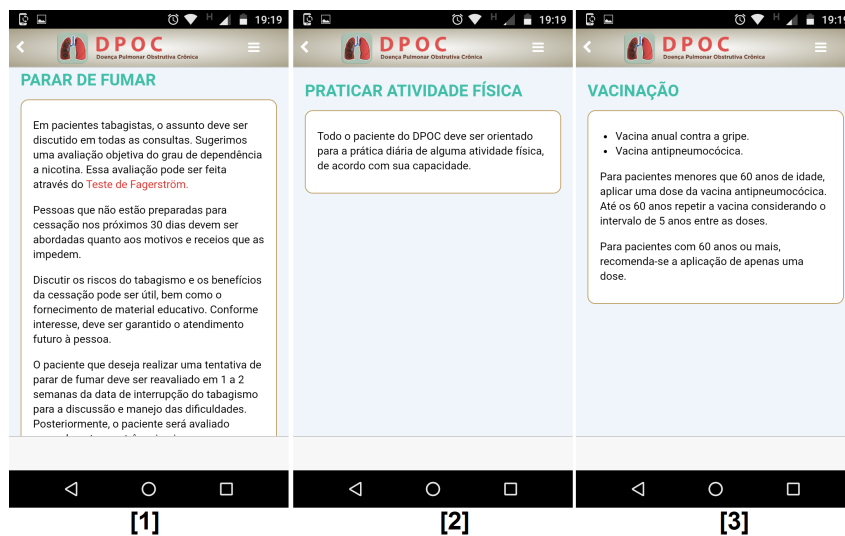 H 19:19
DPOC
Doença Pulmonar Obstrutiva Crônica
PARAR DE FUMAR
Em pacientes tabagistas, o assunto deve ser
discutido em todas as consultas. Sugerimos
uma avaliação objetiva do grau de dependência
a nicotina. Essa avaliação pode ser feita
através do Teste de Fagerström.
Pessoas que não estão preparadas para
cessação nos próximos 30 dias devem ser
abordadas quanto aos motivos e receios que as
impedem.
Discutir os riscos do tabagismo e os benefícios
da cessação pode ser útil, bem como o
fornecimento de material educativo. Conforme
interesse, deve ser garantido o atendimento
futuro à pessoa.
O paciente que deseja realizar uma tentativa de
parar de fumar deve ser reavaliado em 1 a 2
semanas da data de interrupção do tabagismo
para a discussão e manejo das dificuldades.
Posteriormente, o paciente será avaliado
[1]
H 19:19
DPOC
Doença Pulmonar Obstrutiva Crônica
PRATICAR ATIVIDADE FÍSICA
Todo o paciente do DPOC deve ser orientado
para a prática diária de alguma atividade física,
de acordo com sua capacidade.
[2]
H 19:19
DPOC
Doença Pulmonar Obstrutiva Crônica
VACINAÇÃO
• Vacina anual contra a gripe.
• Vacina antipneumocócica.
Para pacientes menores que 60 anos de idade,
aplicar uma dose da vacina antipneumocócica.
Até os 60 anos repetir a vacina considerando o
intervalo de 5 anos entre as doses.
Para pacientes com 60 anos ou mais,
recomenda-se a aplicação de apenas uma
dose.
[3]